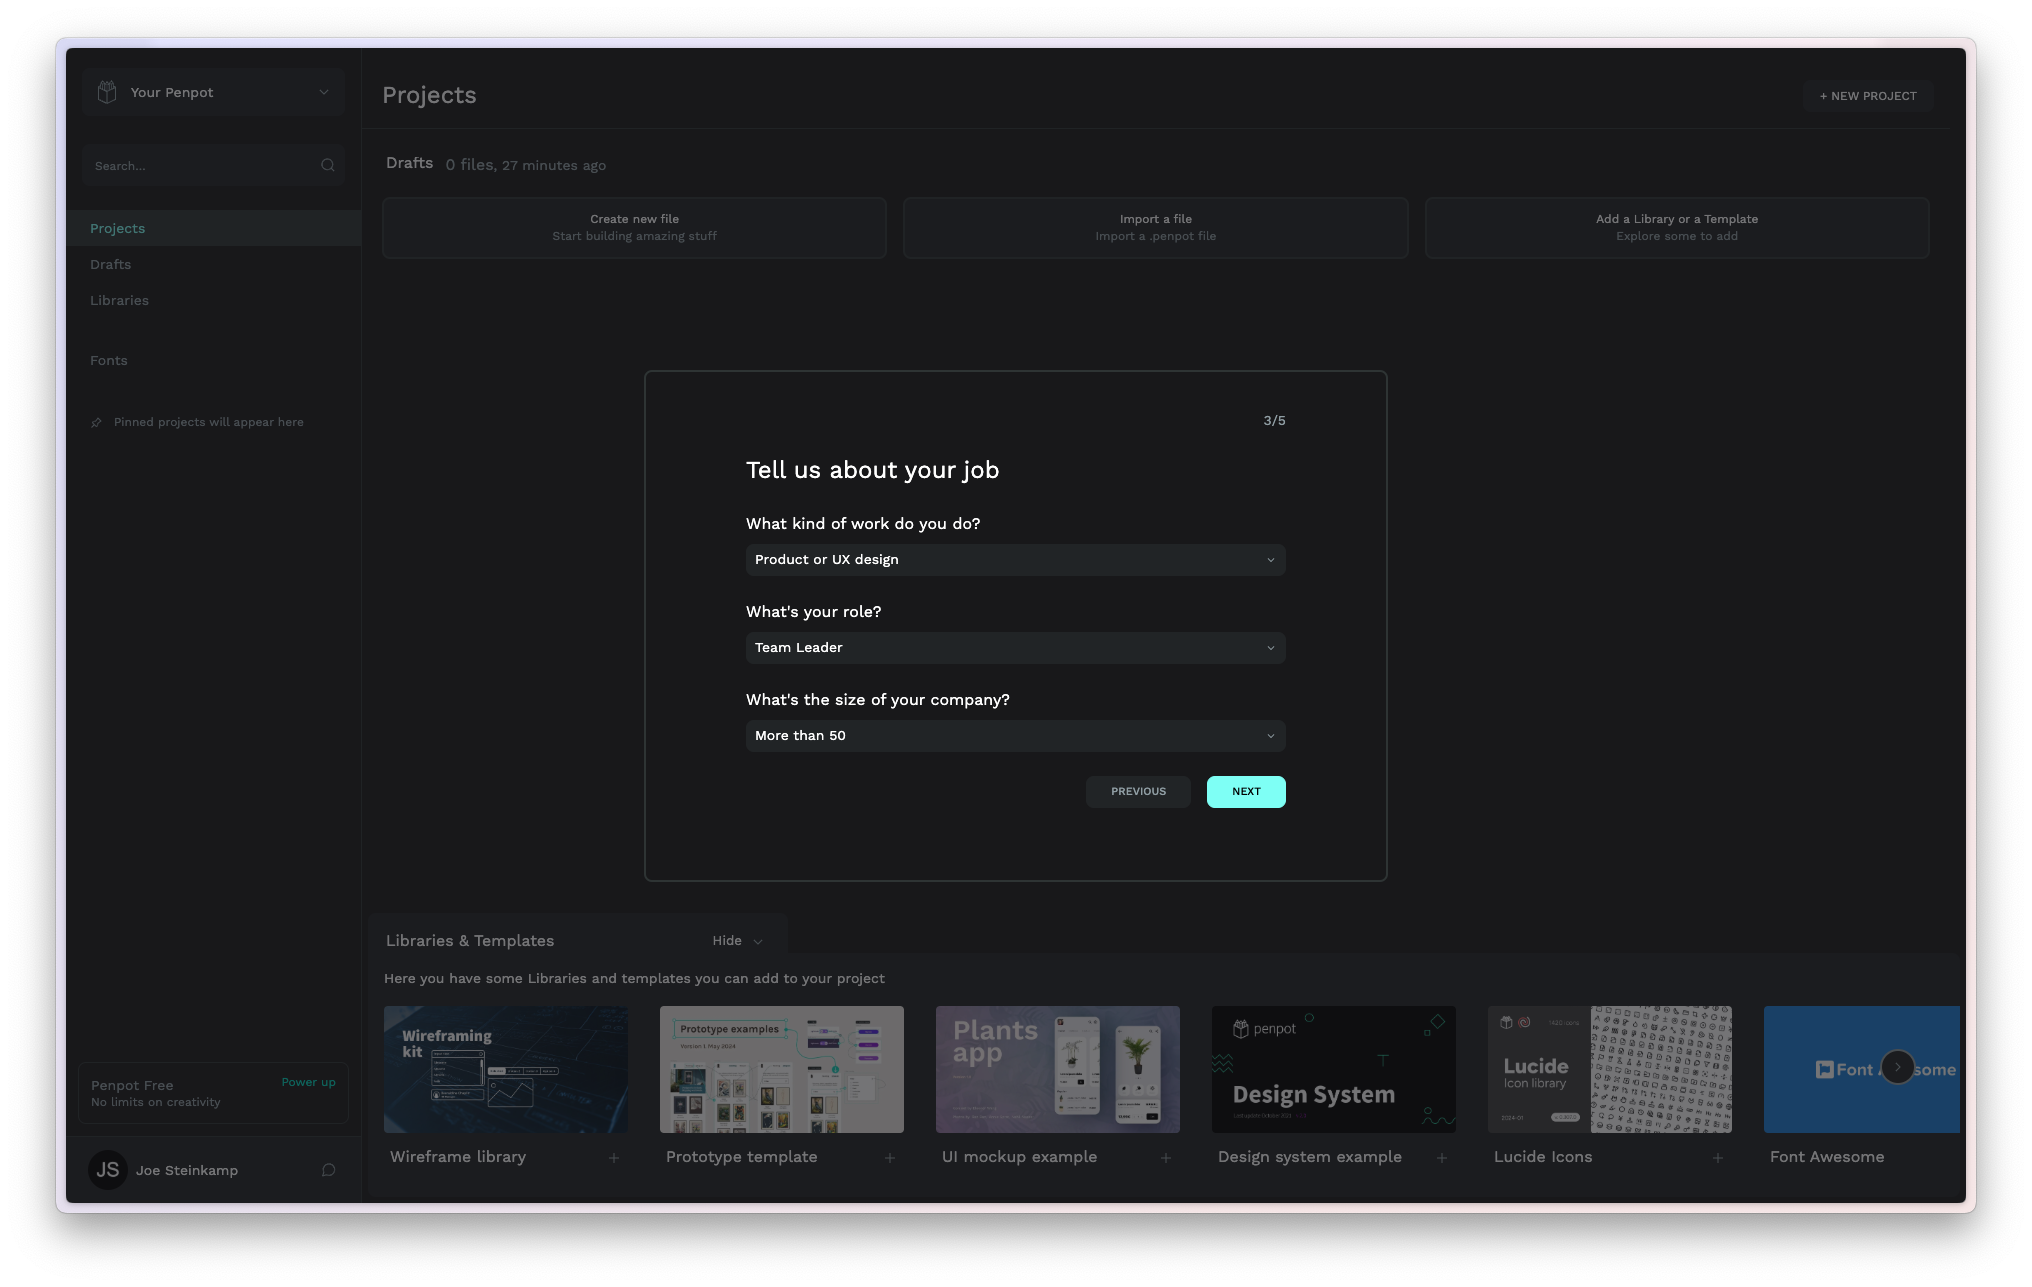 Your Penpot
Search...
Projects
Drafts
Libraries
Fonts
Pinned projects will appear here
Penpot Free
Power up
No limits on creativity
JS
Joe Steinkamp
Projects
+ NEW PROJECT
Drafts 0 files, 27 minutes ago
Create new file
Start building amazing stuff
Import a file
Import a .penpot file
Add a Library or a Template
Explore some to add
3/5
Tell us about your job
What kind of work do you do?
Product or UX design
What's your role?
Team Leader
What's the size of your company?
More than 50
PREVIOUS
NEXT
Libraries & Templates
Hide
Here you have some Libraries and templates you can add to your project
Wireframing
kit
Prototype examples
Version 1. May 2024
Plants
app
penpot
Design System
Lucide
Icon library
2024-01
Font
Wireframe library
Prototype template
UI mockup example
Design system example
Lucide Icons
Font Awesome